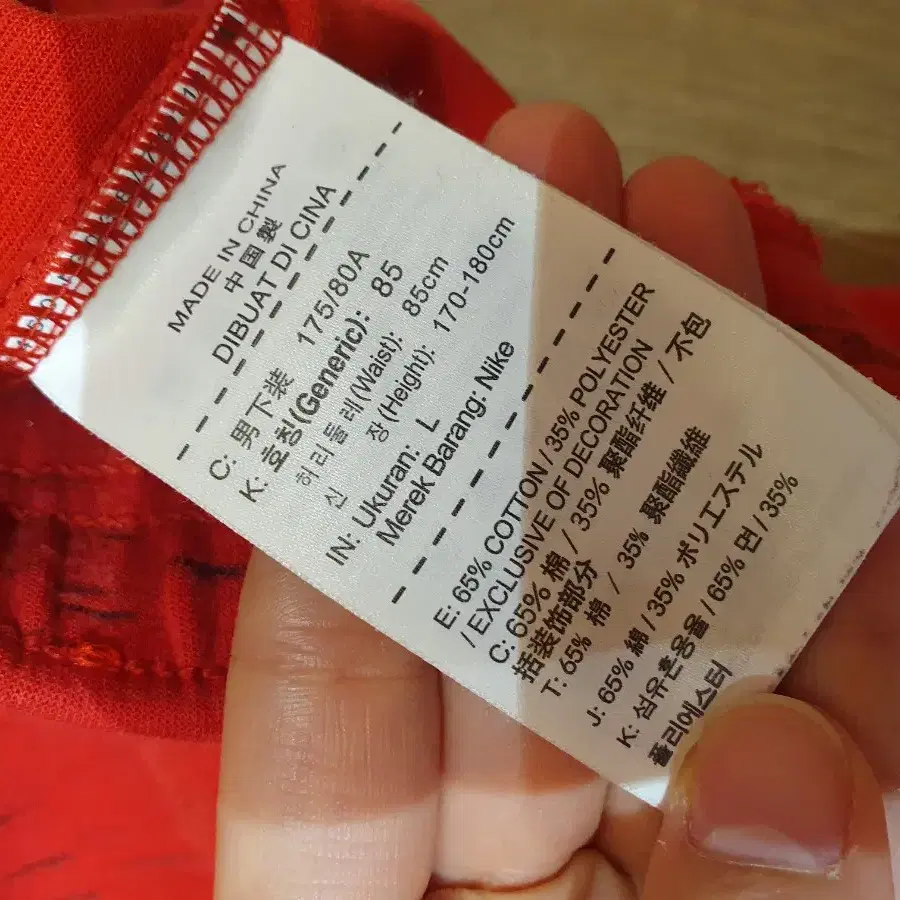 MADE IN CHINA
中国製
DIBUAT DI CINA
C: 男下装 175/80A
K: 호칭(Generic): 85
허리둘레(Waist): 85cm
신 장(Height): 170-180cm
IN: Ukuran: L
Merek Barang: Nike
E: 65% COTTON / 35% POLYESTER
/ EXCLUSIVE OF DECORATION
C: 65% 棉 / 35% 聚酯纤维 / 不包
括装饰部分
T: 65% 棉 / 35% 聚酯纖維
J: 65% 綿 / 35% ポリエステル
K: 섬유혼용율 / 65% 면 / 35%
폴리에스터